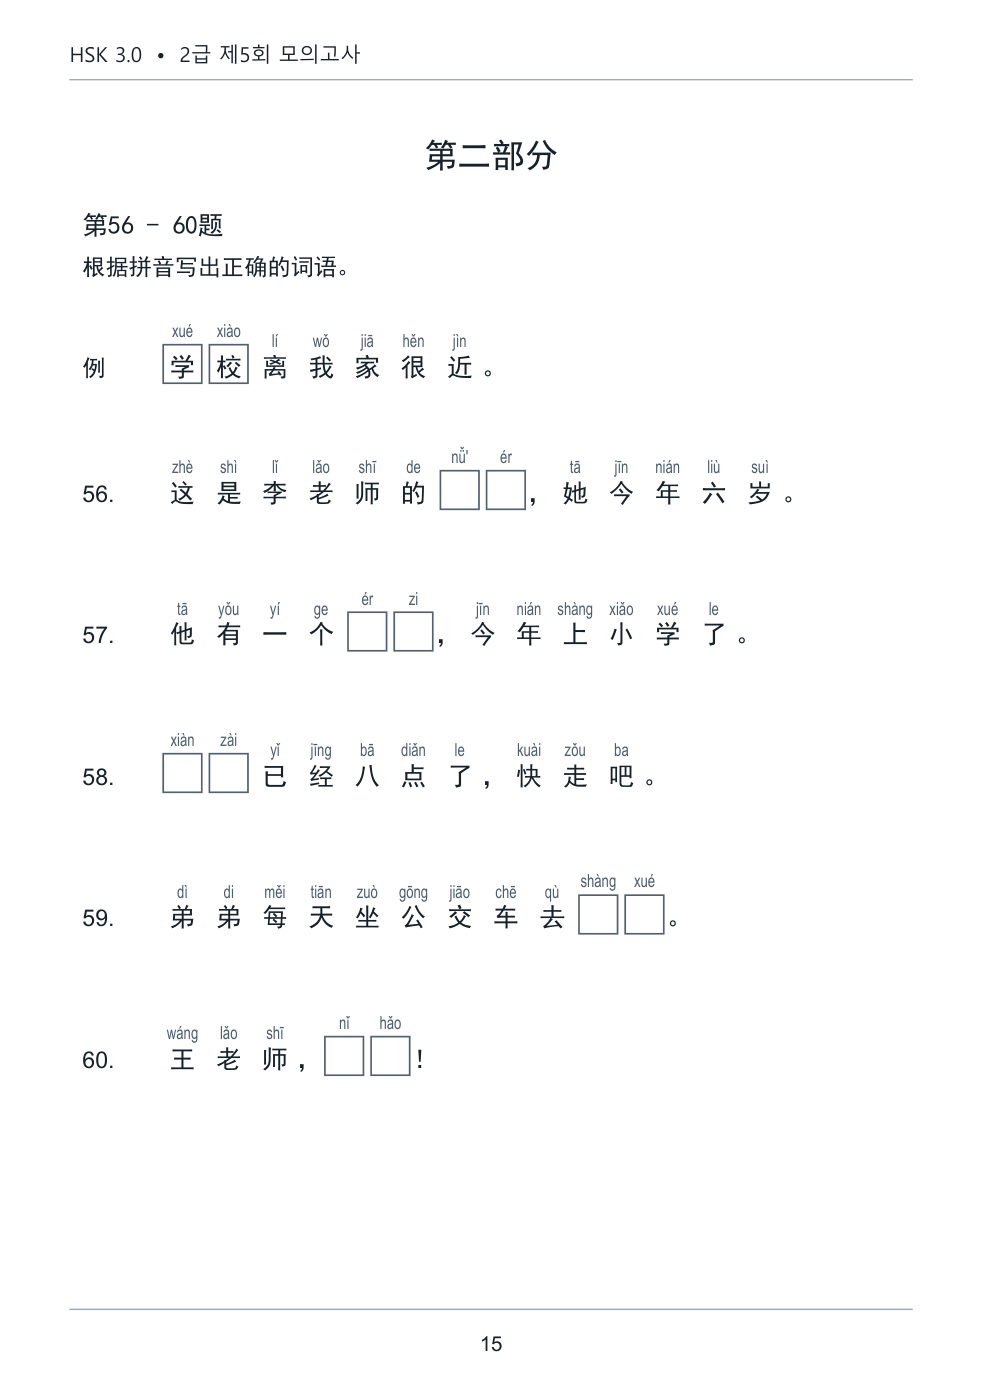 HSK 3.0 • 2급 제5회 모의고사
第二部分
第56 － 60题
根据拼音写出正确的词语。
xué xiào lí wǒ jiā hěn jìn
例 学 校 离 我 家 很 近 。
zhè shì lǐ lǎo shī de nǚ' ér tā jīn nián liù suì
56. 这 是 李 老 师 的 ， 她 今 年 六 岁 。
tā yǒu yí ge ér zi jīn nián shàng xiǎo xué le
57. 他 有 一 个 ， 今 年 上 小 学 了 。
xiàn zài yǐ jīng bā diǎn le kuài zǒu ba
58. 已 经 八 点 了 ， 快 走 吧 。
dì di měi tiān zuò gōng jiāo chē qù shàng xué
59. 弟 弟 每 天 坐 公 交 车 去 。
wáng lǎo shī nǐ hǎo
60. 王 老 师 ， ！
15